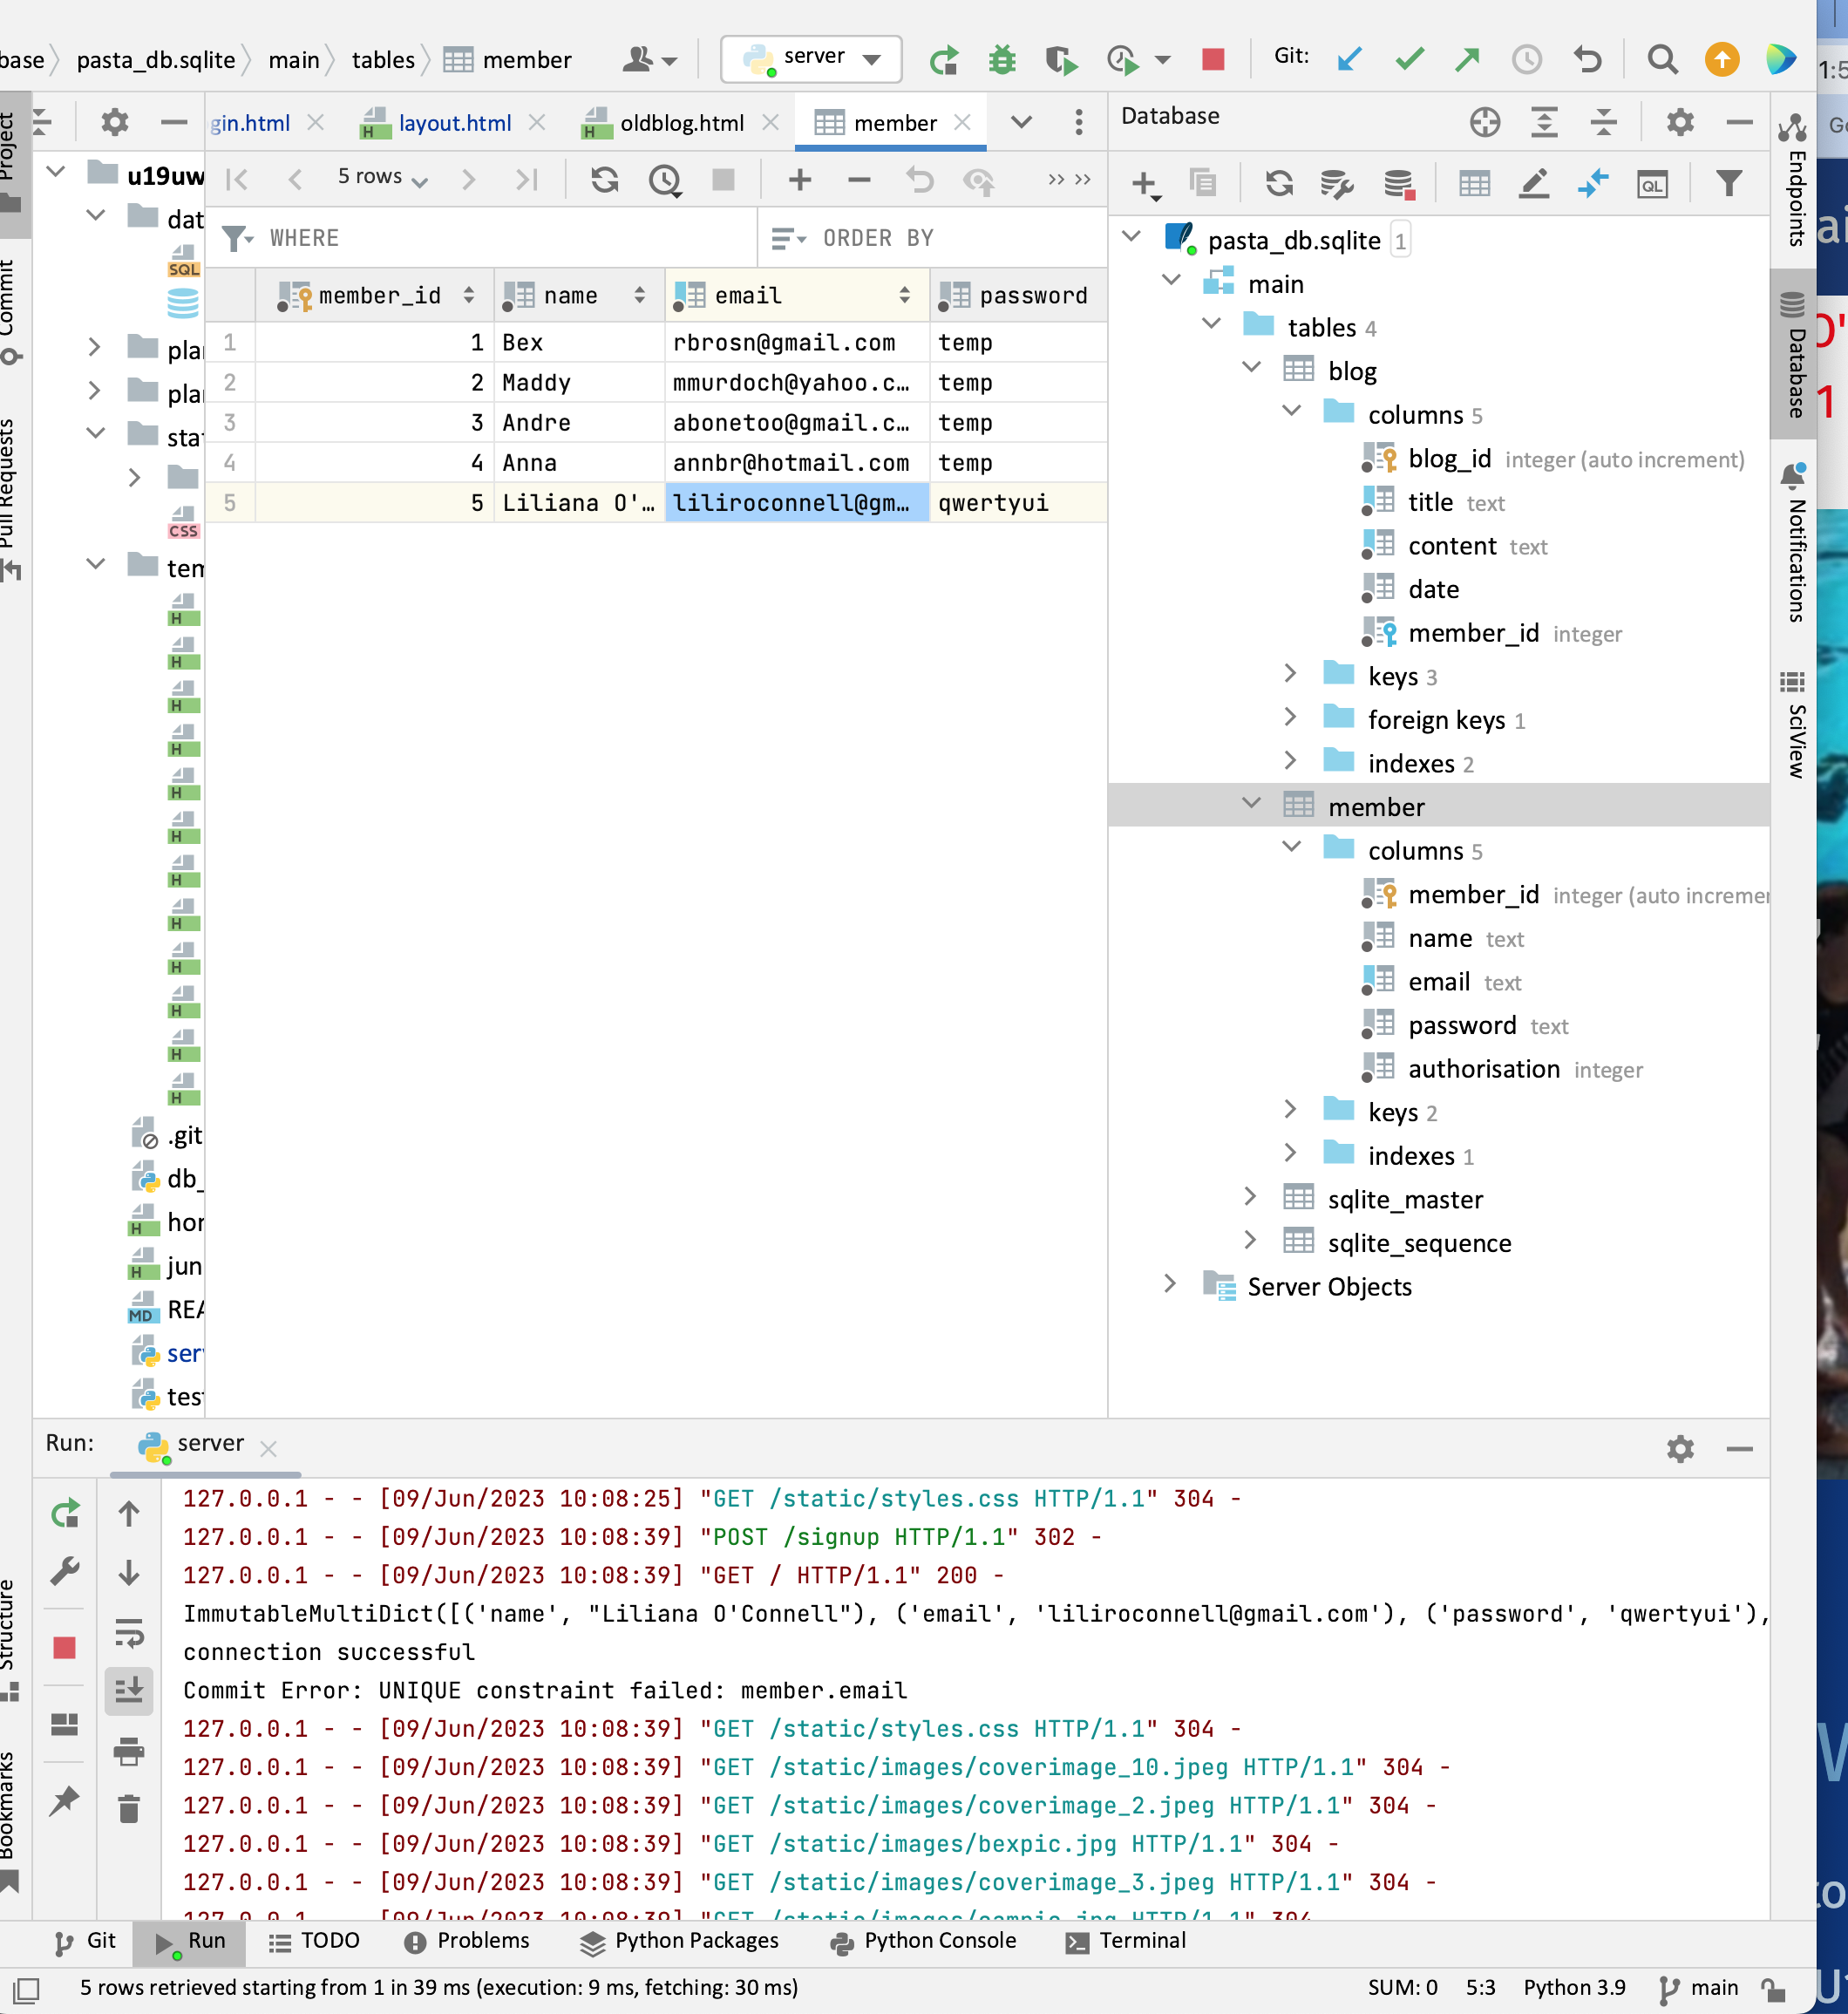 base pasta_db.sqlite main tables member server Git:
1:5
Project
gin.html layout.html oldblog.html member Database
Endpoints
u19uw
5 rows
QL
dat
SQL
WHERE ORDER BY
pasta_db.sqlite 1
main
Commit
member_id name email password
tables 4
Database
1 1 Bex rbrosn@gmail.com temp
2 2 Maddy mmurdoch@yahoo.c… temp
3 3 Andre abonetoo@gmail.c… temp
4 4 Anna annbr@hotmail.com temp
5 5 Liliana O'… liliroconnell@gm… qwertyui
pla
pla
sta
CSS
tem
H
H
H
H
H
H
H
H
H
H
H
H
Pull Requests
blog
columns 5
blog_id integer (auto increment)
title text
content text
date
member_id integer
keys 3
foreign keys 1
indexes 2
member
columns 5
member_id integer (auto incremen
name text
email text
password text
authorisation integer
keys 2
indexes 1
sqlite_master
sqlite_sequence
Server Objects
Notifications
SciView
.git
db_
H hor
H jun
MD REA
ser
tes
Run: server
127.0.0.1 - - [09/Jun/2023 10:08:25] "GET /static/styles.css HTTP/1.1" 304 -
127.0.0.1 - - [09/Jun/2023 10:08:39] "POST /signup HTTP/1.1" 302 -
127.0.0.1 - - [09/Jun/2023 10:08:39] "GET / HTTP/1.1" 200 -
ImmutableMultiDict([('name', "Liliana O'Connell"), ('email', 'liliroconnell@gmail.com'), ('password', 'qwertyui'),
connection successful
Commit Error: UNIQUE constraint failed: member.email
127.0.0.1 - - [09/Jun/2023 10:08:39] "GET /static/styles.css HTTP/1.1" 304 -
127.0.0.1 - - [09/Jun/2023 10:08:39] "GET /static/images/coverimage_10.jpeg HTTP/1.1" 304 -
127.0.0.1 - - [09/Jun/2023 10:08:39] "GET /static/images/coverimage_2.jpeg HTTP/1.1" 304 -
127.0.0.1 - - [09/Jun/2023 10:08:39] "GET /static/images/bexpic.jpg HTTP/1.1" 304 -
127.0.0.1 - - [09/Jun/2023 10:08:39] "GET /static/images/coverimage_3.jpeg HTTP/1.1" 304 -
Structure
Bookmarks
Git Run TODO Problems Python Packages Python Console Terminal
5 rows retrieved starting from 1 in 39 ms (execution: 9 ms, fetching: 30 ms) SUM: 0 5:3 Python 3.9 main